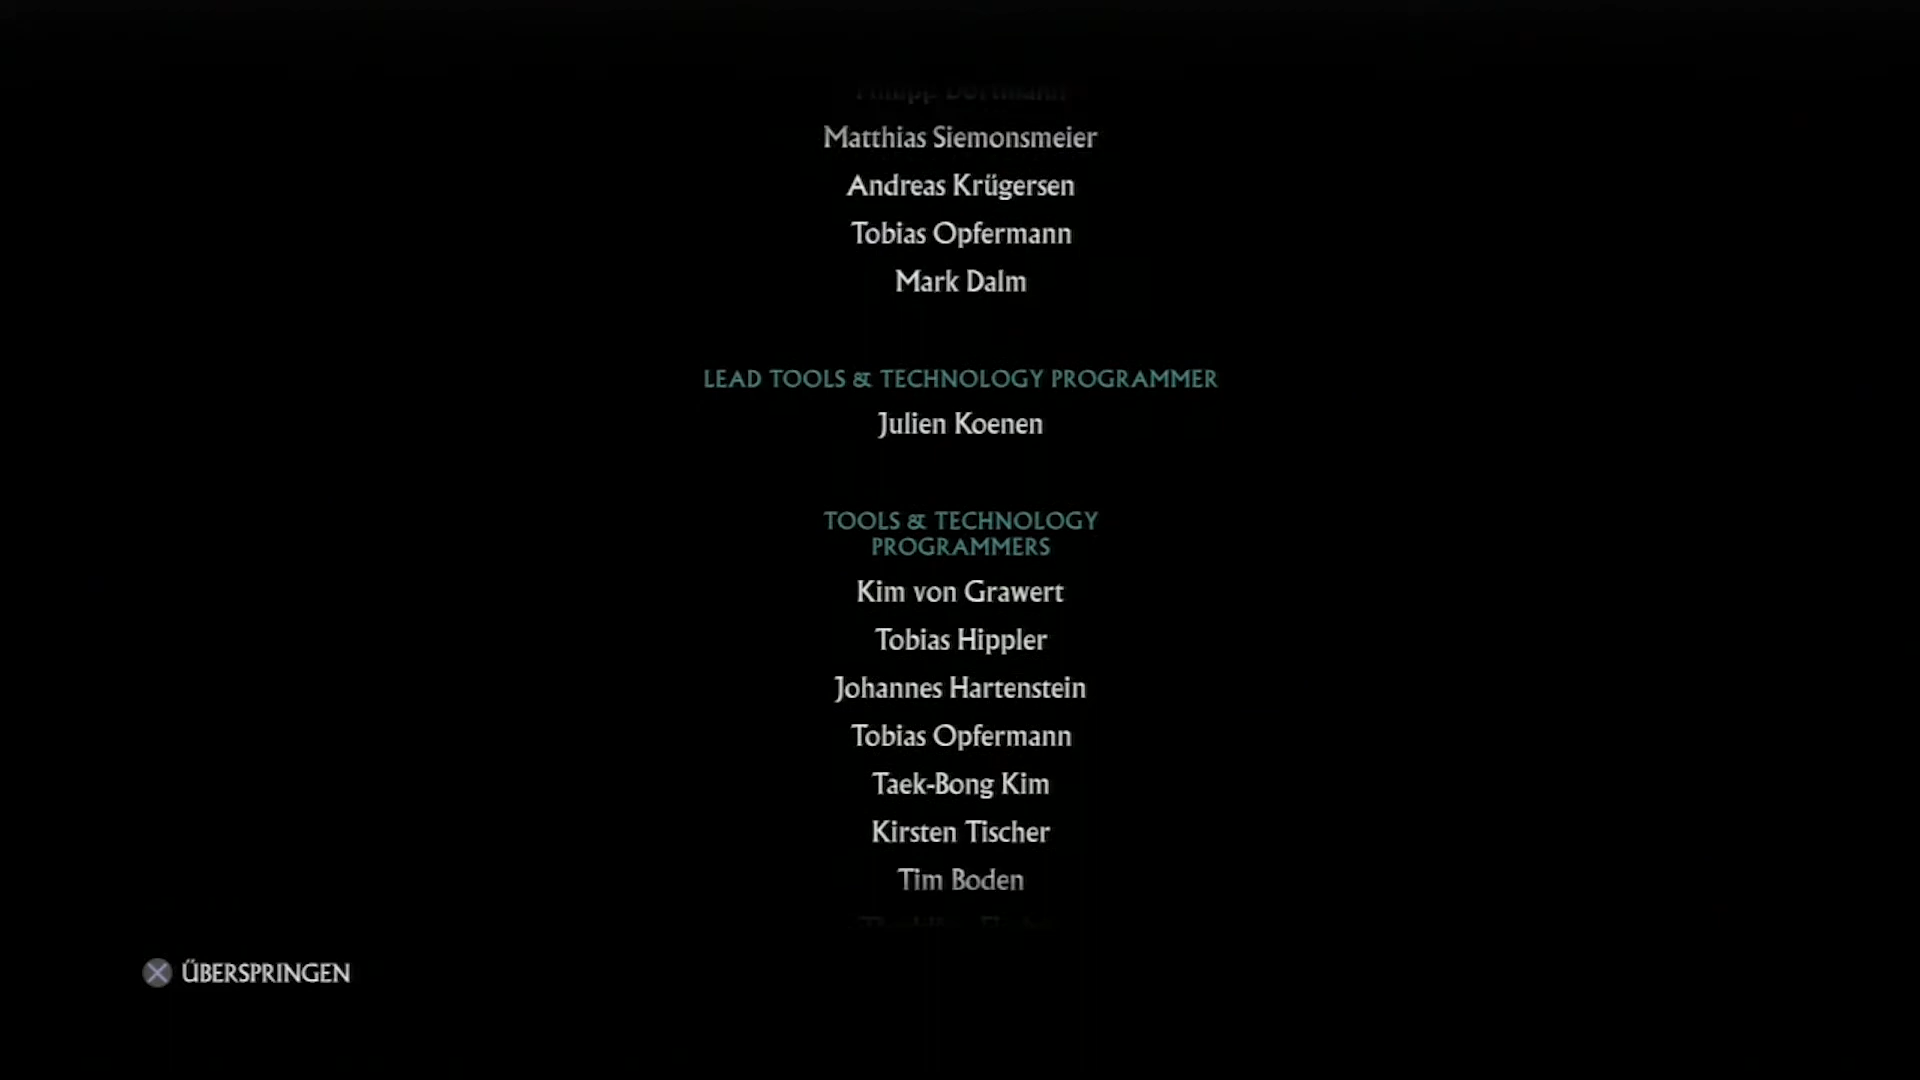 Matthias Siemonsmeier
Andreas Krügersen
Tobias Opfermann
Mark Dalm
LEAD TOOLS & TECHNOLOGY PROGRAMMER
Julien Koenen
TOOLS & TECHNOLOGY
PROGRAMMERS
Kim von Grawert
Tobias Hippler
Johannes Hartenstein
Tobias Opfermann
Taek-Bong Kim
Kirsten Tischer
Tim Boden
ÜBERSPRINGEN